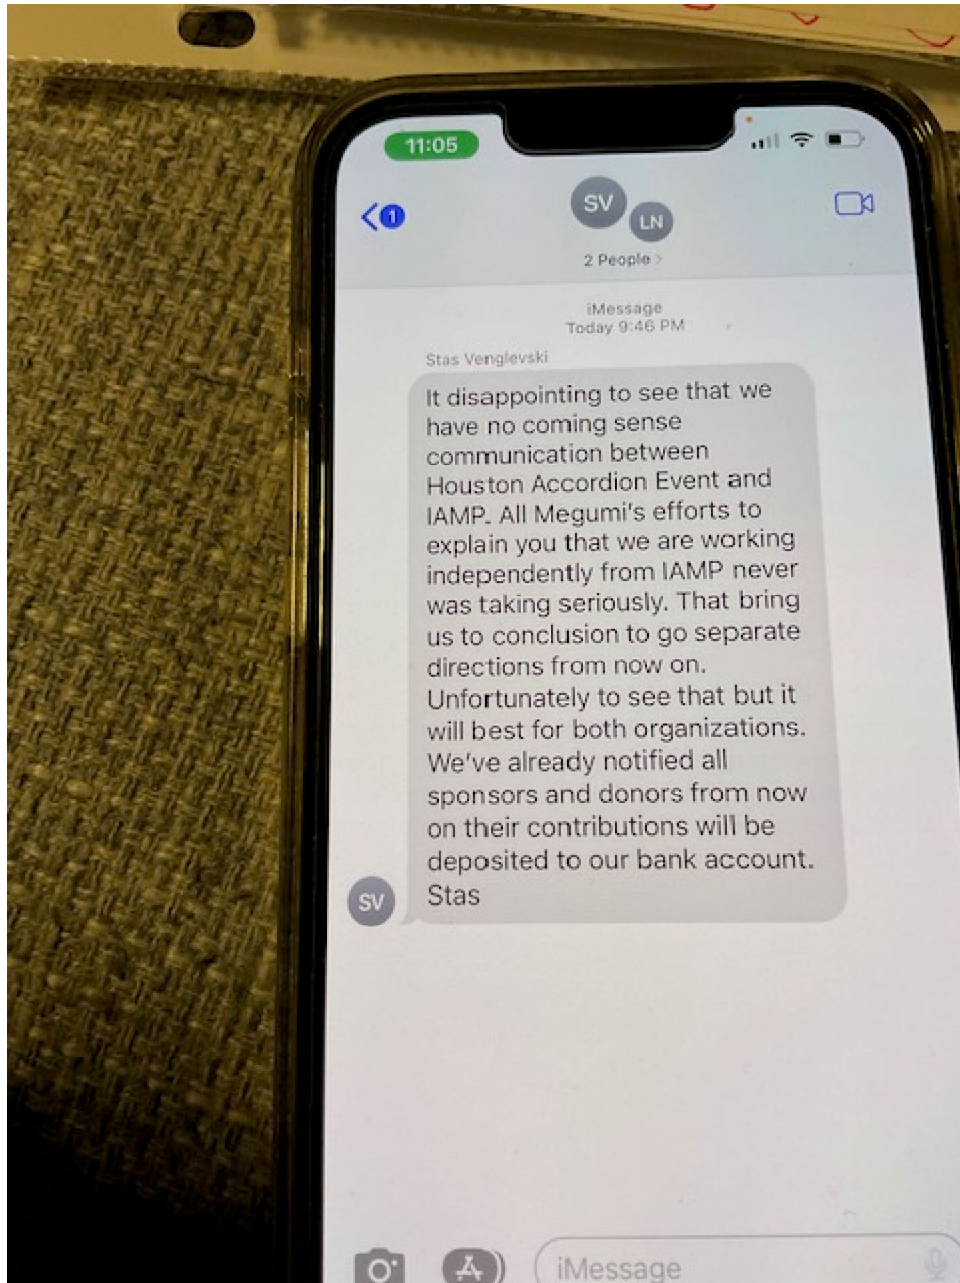 11:05
1
SV
LN
2 People >
iMessage
Today 9:46 PM
Stas Venglevski
It disappointing to see that we
have no coming sense
communication between
Houston Accordion Event and
IAMP. All Megumi's efforts to
explain you that we are working
independently from IAMP never
was taking seriously. That bring
us to conclusion to go separate
directions from now on.
Unfortunately to see that but it
will best for both organizations.
We've already notified all
sponsors and donors from now
on their contributions will be
deposited to our bank account.
Stas
SV
iMessage